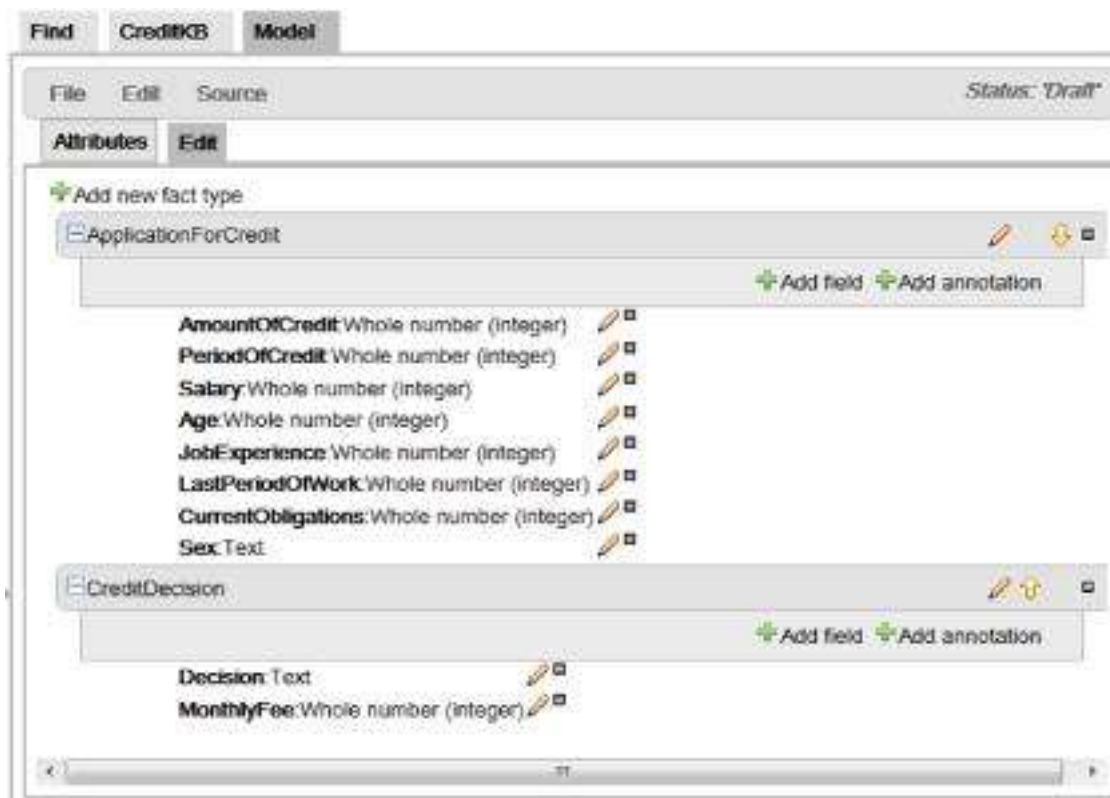 Find CreditKB Model
File Edit Source Status: 'Draft'
Attributes Edit
Add new fact type
ApplicationForCredit
Add field Add annotation
AmountOfCredit:Whole number (integer)
PeriodOfCredit:Whole number (integer)
Salary:Whole number (integer)
Age:Whole number (integer)
JobExperience:Whole number (integer)
LastPeriodOfWork:Whole number (integer)
CurrentObligations:Whole number (integer)
Sex:Text
CreditDecision
Add field Add annotation
Decision:Text
MonthlyFee:Whole number (integer)